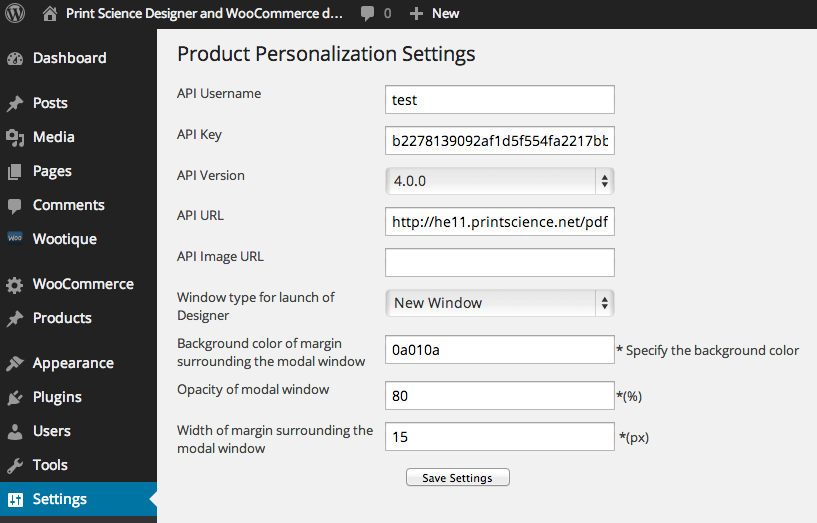 Print Science Designer and WooCommerce d... 0 New
Dashboard
Posts
Media
Pages
Comments
woo Wootique
WooCommerce
Products
Appearance
Plugins
Users
Tools
Settings
Product Personalization Settings
API Username test
API Key b2278139092af1d5f554fa2217bb
API Version 4.0.0
API URL http://he11.printscience.net/pdf
API Image URL
Window type for launch of
Designer
New Window
Background color of margin
surrounding the modal window
0a010a * Specify the background color
Opacity of modal window 80 *(%)
Width of margin surrounding the
modal window
15 *(px)
Save Settings